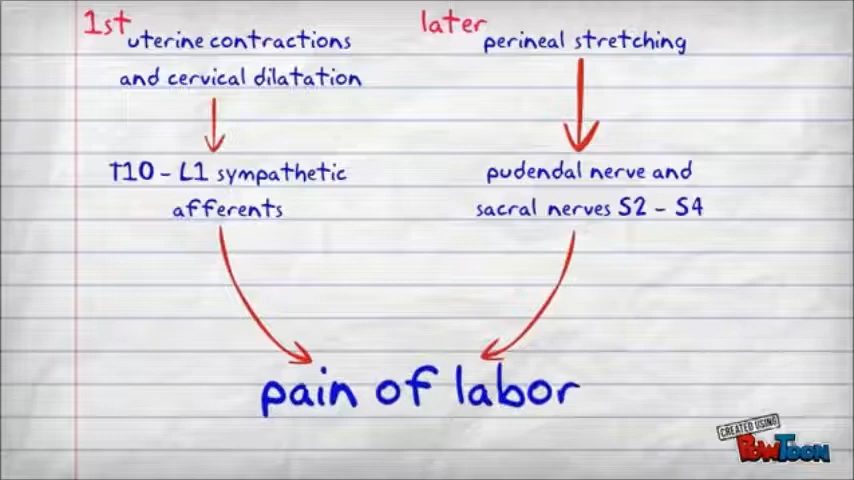 1st
uterine contractions
and cervical dilatation
T10 - L1 sympathetic
afferents
later
perineal stretching
pudendal nerve and
sacral nerves S2 - S4
pain of labor
CREATED USING
POWTOON